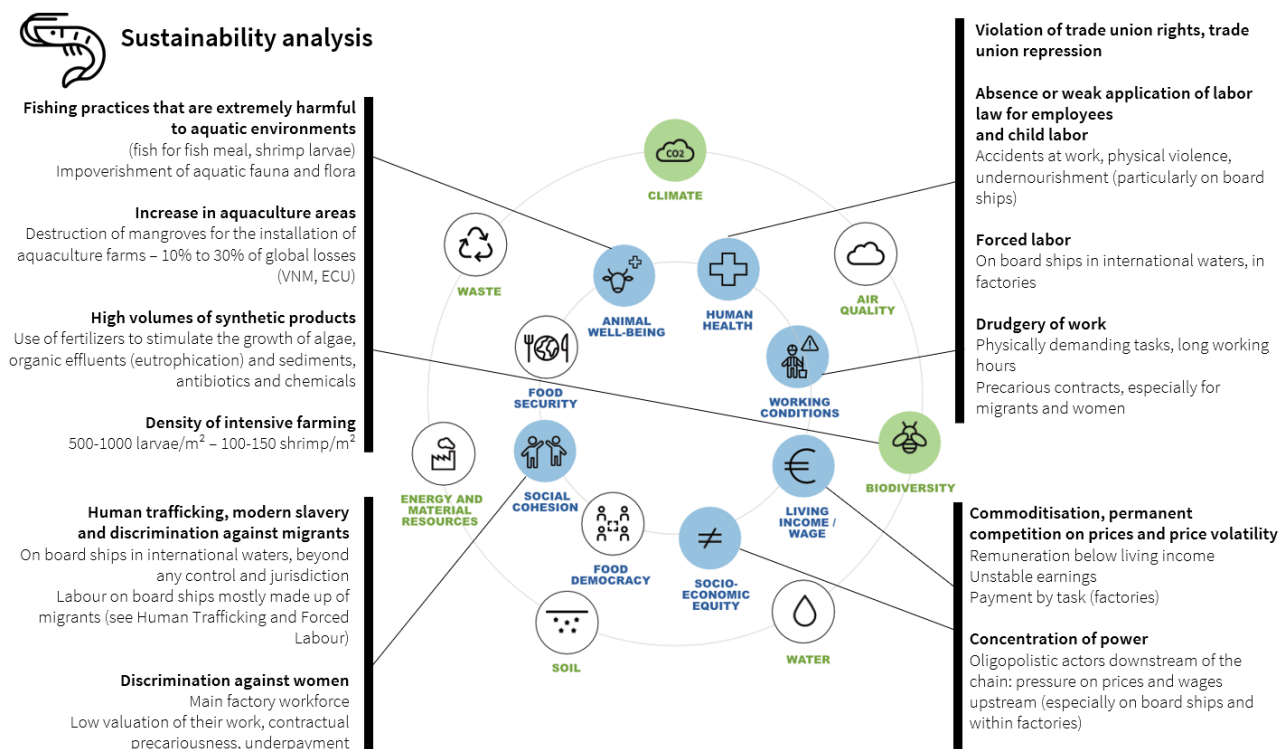 Sustainability analysis
Fishing practices that are extremely harmful
to aquatic environments
(fish for fish meal, shrimp larvae)
Impoverishment of aquatic fauna and flora
Increase in aquaculture areas
Destruction of mangroves for the installation of
aquaculture farms – 10% to 30% of global losses
(VNM, ECU)
High volumes of synthetic products
Use of fertilizers to stimulate the growth of algae,
organic effluents (eutrophication) and sediments,
antibiotics and chemicals
Density of intensive farming
500-1000 larvae/m² – 100-150 shrimp/m²
Human trafficking, modern slavery
and discrimination against migrants
On board ships in international waters, beyond
any control and jurisdiction
Labour on board ships mostly made up of
migrants (see Human Trafficking and Forced
Labour)
Discrimination against women
Main factory workforce
Low valuation of their work, contractual
precariousness, underpayment
CO2
CLIMATE
WASTE
AIR
QUALITY
ANIMAL
WELL-BEING
HUMAN
HEALTH
FOOD
SECURITY
WORKING
CONDITIONS
BIODIVERSITY
ENERGY AND
MATERIAL
RESOURCES
SOCIAL
COHESION
LIVING
INCOME /
WAGE
FOOD
DEMOCRACY
SOCIO-
ECONOMIC
EQUITY
SOIL
WATER
Violation of trade union rights, trade
union repression
Absence or weak application of labor
law for employees
and child labor
Accidents at work, physical violence,
undernourishment (particularly on board
ships)
Forced labor
On board ships in international waters, in
factories
Drudgery of work
Physically demanding tasks, long working
hours
Precarious contracts, especially for
migrants and women
Commoditisation, permanent
competition on prices and price volatility
Remuneration below living income
Unstable earnings
Payment by task (factories)
Concentration of power
Oligopolistic actors downstream of the
chain: pressure on prices and wages
upstream (especially on board ships and
within factories)